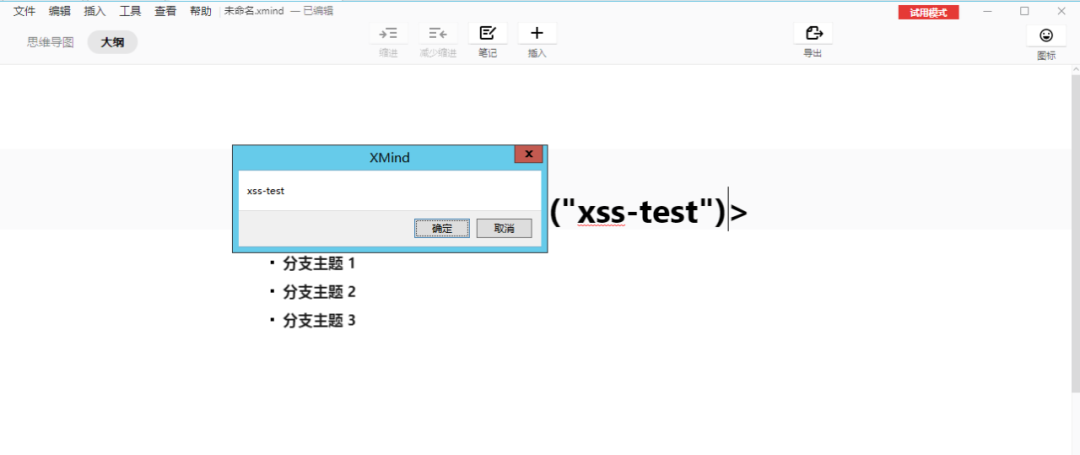 文件 编辑 插入 工具 查看 帮助 未命名.xmind — 已编辑 试用模式
思维导图 大纲 缩进 减少缩进 笔记 插入 导出 图标
XMind
xss-test
("xss-test")>
确定 取消
分支主题 1
分支主题 2
分支主题 3